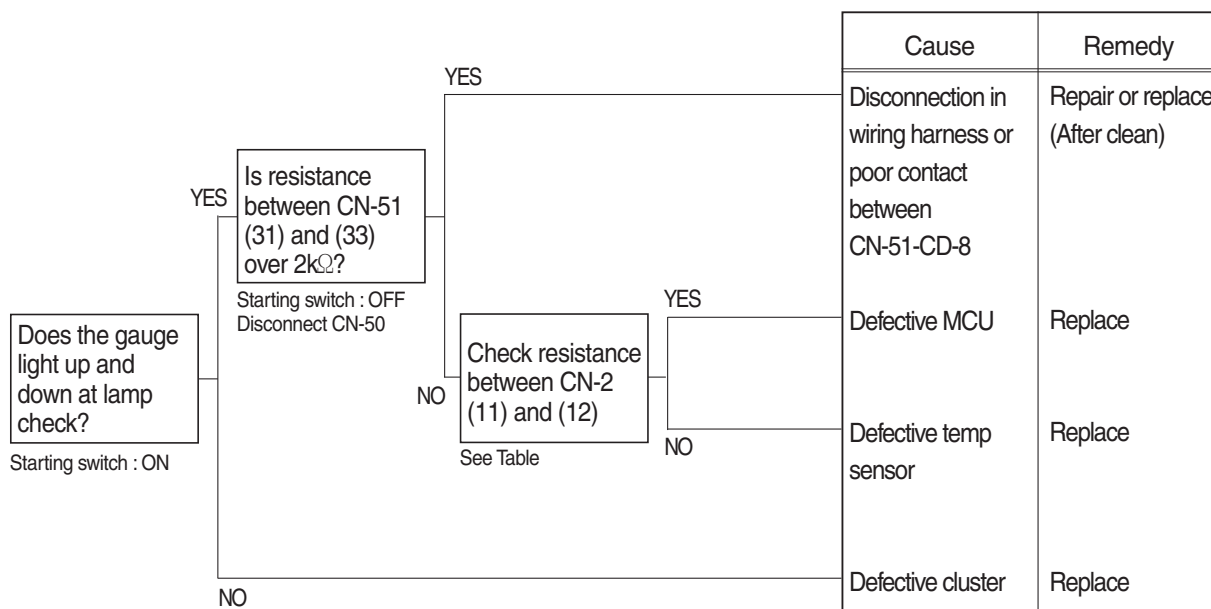 Cause
Remedy
YES
Disconnection in
wiring harness or
poor contact
between
CN-51-CD-8
Repair or replace
(After clean)
YES
Is resistance
between CN-51
(31) and (33)
over 2kΩ?
Starting switch : OFF
Disconnect CN-50
YES
Defective MCU
Replace
Does the gauge
light up and
down at lamp
check?
Starting switch : ON
NO
Check resistance
between CN-2
(11) and (12)
See Table
NO
Defective temp
sensor
Replace
NO
Defective cluster
Replace